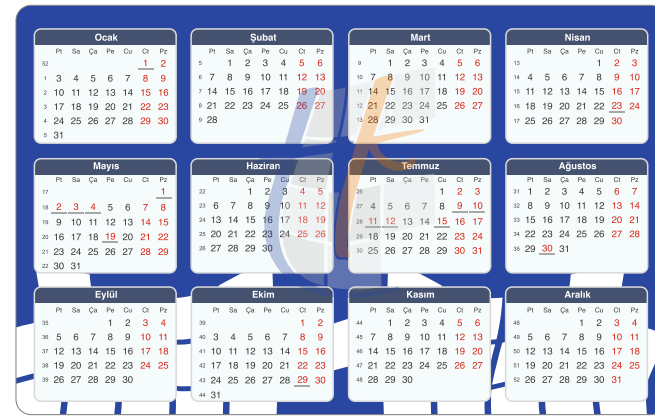 Ocak
Pt Sa Ça Pe Cu Ct Pz
52 1 2
1 3 4 5 6 7 8 9
2 10 11 12 13 14 15 16
3 17 18 19 20 21 22 23
4 24 25 26 27 28 29 30
5 31
Şubat
Pt Sa Ça Pe Cu Ct Pz
5 1 2 3 4 5 6
6 7 8 9 10 11 12 13
7 14 15 16 17 18 19 20
8 21 22 23 24 25 26 27
9 28
Mart
Pt Sa Ça Pe Cu Ct Pz
9 1 2 3 4 5 6
10 7 8 9 10 11 12 13
11 14 15 16 17 18 19 20
12 21 22 23 24 25 26 27
13 28 29 30 31
Nisan
Pt Sa Ça Pe Cu Ct Pz
13 1 2 3
14 4 5 6 7 8 9 10
15 11 12 13 14 15 16 17
16 18 19 20 21 22 23 24
17 25 26 27 28 29 30
Mayıs
Pt Sa Ça Pe Cu Ct Pz
17 1
18 2 3 4 5 6 7 8
19 9 10 11 12 13 14 15
20 16 17 18 19 20 21 22
21 23 24 25 26 27 28 29
22 30 31
Haziran
Pt Sa Ça Pe Cu Ct Pz
22 1 2 3 4 5
23 6 7 8 9 10 11 12
24 13 14 15 16 17 18 19
25 20 21 22 23 24 25 26
26 27 28 29 30
Temmuz
Pt Sa Ça Pe Cu Ct Pz
26 1 2 3
27 4 5 6 7 8 9 10
28 11 12 13 14 15 16 17
29 18 19 20 21 22 23 24
30 25 26 27 28 29 30 31
Ağustos
Pt Sa Ça Pe Cu Ct Pz
31 1 2 3 4 5 6 7
32 8 9 10 11 12 13 14
33 15 16 17 18 19 20 21
34 22 23 24 25 26 27 28
35 29 30 31
Eylül
Pt Sa Ça Pe Cu Ct Pz
35 1 2 3 4
36 5 6 7 8 9 10 11
37 12 13 14 15 16 17 18
38 19 20 21 22 23 24 25
39 26 27 28 29 30
Ekim
Pt Sa Ça Pe Cu Ct Pz
39 1 2
40 3 4 5 6 7 8 9
41 10 11 12 13 14 15 16
42 17 18 19 20 21 22 23
43 24 25 26 27 28 29 30
44 31
Kasım
Pt Sa Ça Pe Cu Ct Pz
44 1 2 3 4 5 6
45 7 8 9 10 11 12 13
46 14 15 16 17 18 19 20
47 21 22 23 24 25 26 27
48 28 29 30
Aralık
Pt Sa Ça Pe Cu Ct Pz
48 1 2 3 4
49 5 6 7 8 9 10 11
50 12 13 14 15 16 17 18
51 19 20 21 22 23 24 25
52 26 27 28 29 30 31